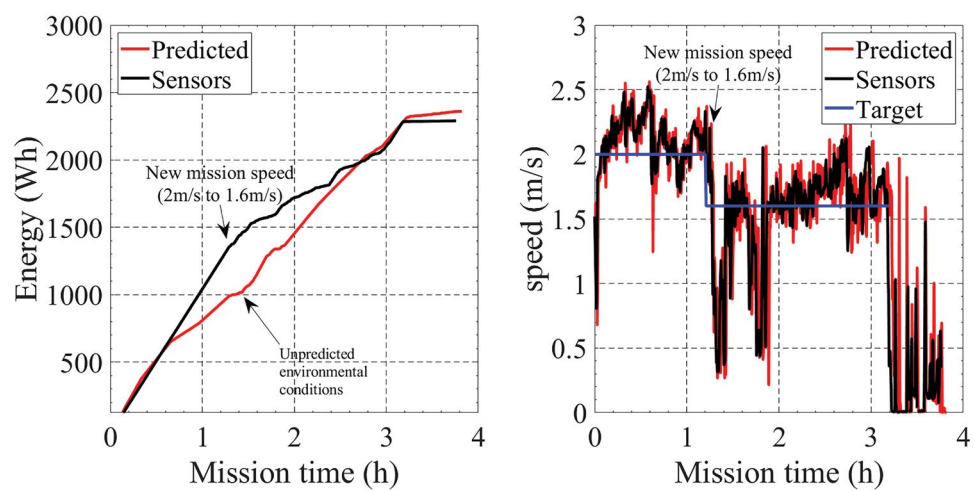 3000
2500
2000
1500
1000
500
Energy (Wh)
Predicted
Sensors
New mission speed
(2m/s to 1.6m/s)
Unpredicted
environmental
conditions
0
1
2
3
4
Mission time (h)
3
2.5
2
1.5
1
0.5
0
speed (m/s)
New mission speed
(2m/s to 1.6m/s)
Predicted
Sensors
Target
0
1
2
3
4
Mission time (h)